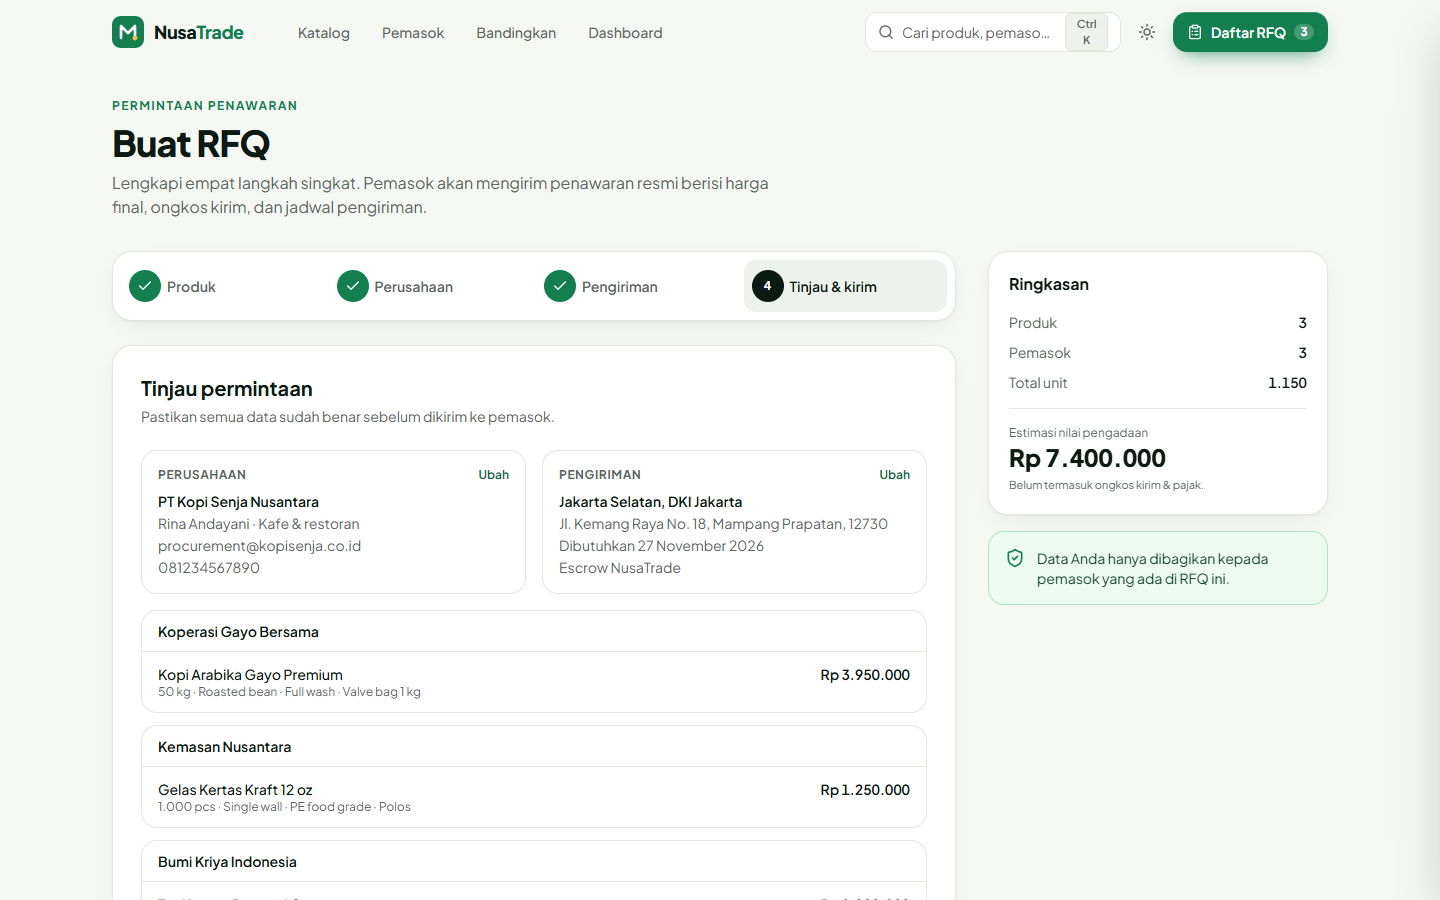 NusaTrade
Katalog
Pemasok
Bandingkan
Dashboard
Cari produk, pemaso...
Ctrl
K
Daftar RFQ 3
PERMINTAAN PENAWARAN
Buat RFQ
Lengkapi empat langkah singkat. Pemasok akan mengirim penawaran resmi berisi harga
final, ongkos kirim, dan jadwal pengiriman.
Produk
Perusahaan
Pengiriman
4 Tinjau & kirim
Tinjau permintaan
Pastikan semua data sudah benar sebelum dikirim ke pemasok.
PERUSAHAAN Ubah
PT Kopi Senja Nusantara
Rina Andayani · Kafe & restoran
procurement@kopisenja.co.id
081234567890
PENGIRIMAN Ubah
Jakarta Selatan, DKI Jakarta
Jl. Kemang Raya No. 18, Mampang Prapatan, 12730
Dibutuhkan 27 November 2026
Escrow NusaTrade
Koperasi Gayo Bersama
Kopi Arabika Gayo Premium Rp 3.950.000
50 kg · Roasted bean · Full wash · Valve bag 1 kg
Kemasan Nusantara
Gelas Kertas Kraft 12 oz Rp 1.250.000
1.000 pcs · Single wall · PE food grade · Polos
Bumi Kriya Indonesia
Ringkasan
Produk 3
Pemasok 3
Total unit 1.150
Estimasi nilai pengadaan
Rp 7.400.000
Belum termasuk ongkos kirim & pajak.
Data Anda hanya dibagikan kepada
pemasok yang ada di RFQ ini.